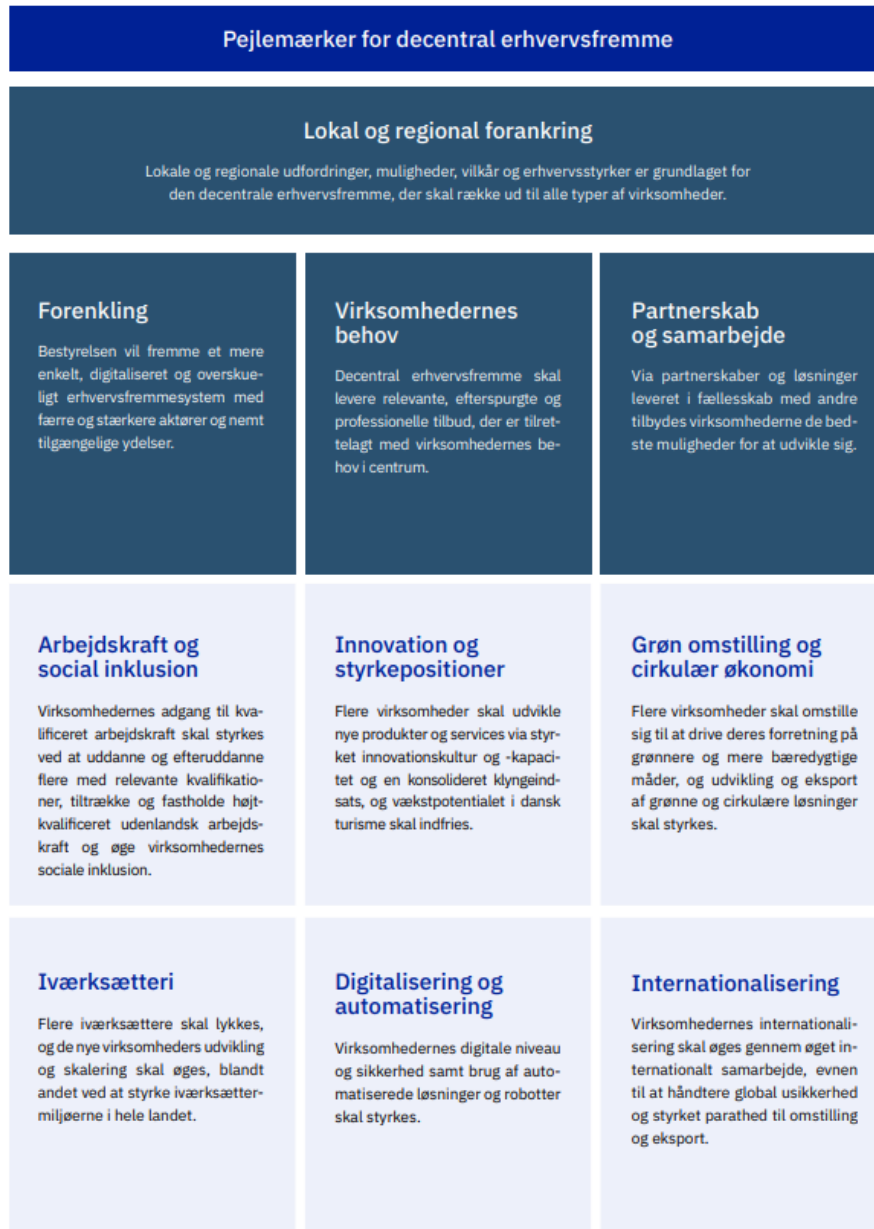 Pejlemærker for decentral erhvervsfremme
Lokal og regional forankring
Lokale og regionale udfordringer, muligheder, vilkår og erhvervsstyrker er grundlaget for
den decentrale erhvervsfremme, der skal række ud til alle typer af virksomheder.
Forenkling
Bestyrelsen vil fremme et mere
enkelt, digitaliseret og overskue-
ligt erhvervsfremmesystem med
færre og stærkere aktører og nemt
tilgængelige ydelser.
Virksomhedernes
behov
Decentral erhvervsfremme skal
levere relevante, efterspurgte og
professionelle tilbud, der er tilret-
telagt med virksomhedernes be-
hov i centrum.
Partnerskab
og samarbejde
Via partnerskaber og løsninger
leveret i fællesskab med andre
tilbydes virksomhederne de bed-
ste muligheder for at udvikle sig.
Arbejdskraft og
social inklusion
Virksomhedernes adgang til kva-
lificeret arbejdskraft skal styrkes
ved at uddanne og efteruddanne
flere med relevante kvalifikatio-
ner, tiltrække og fastholde højt-
kvalificeret udenlandsk arbejds-
kraft og øge virksomhedernes
sociale inklusion.
Innovation og
styrkepositioner
Flere virksomheder skal udvikle
nye produkter og services via styr-
ket innovationskultur og -kapaci-
tet og en konsolideret klyngeind-
sats, og vækstpotentialet i dansk
turisme skal indfries.
Grøn omstilling og
cirkulær økonomi
Flere virksomheder skal omstille
sig til at drive deres forretning på
grønnere og mere bæredygtige
måder, og udvikling og eksport
af grønne og cirkulære løsninger
skal styrkes.
Iværksætteri
Flere iværksættere skal lykkes,
og de nye virksomheders udvikling
og skalering skal øges, blandt
andet ved at styrke iværksætter-
miljøerne i hele landet.
Digitalisering og
automatisering
Virksomhedernes digitale niveau
og sikkerhed samt brug af auto-
matiserede løsninger og robotter
skal styrkes.
Internationalisering
Virksomhedernes internationali-
sering skal øges gennem øget in-
ternationalt samarbejde, evnen
til at håndtere global usikkerhed
og styrket parathed til omstilling
og eksport.